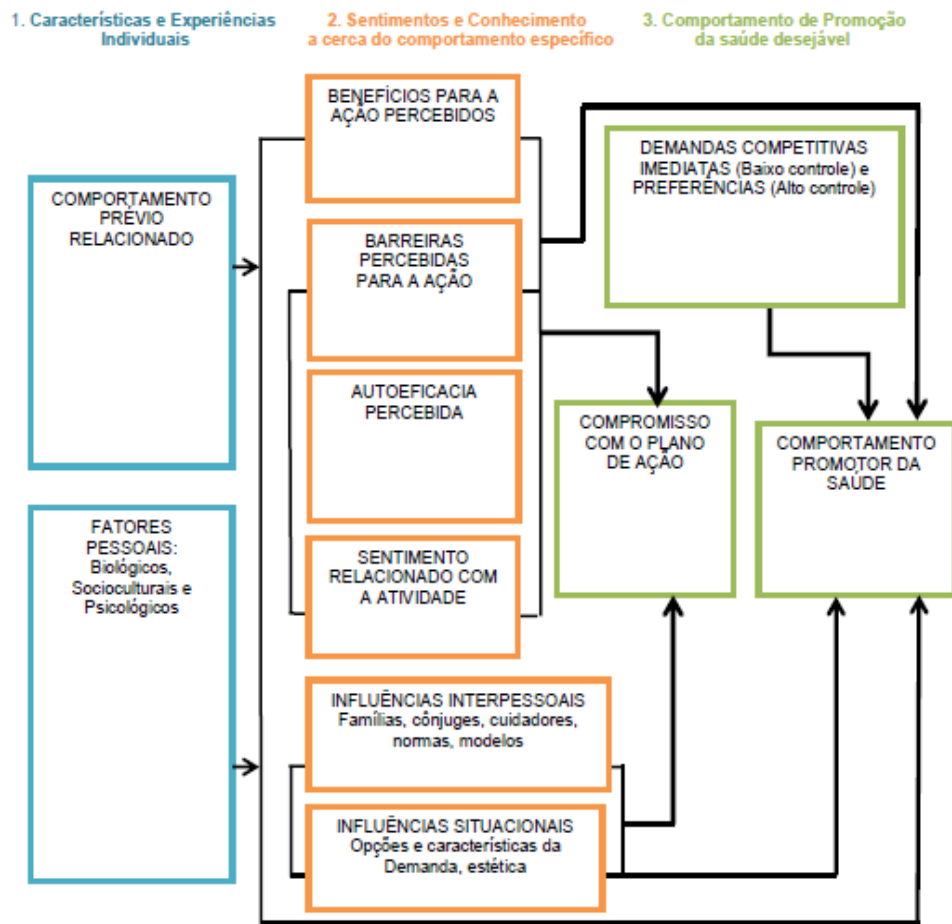 1. Características e Experiências
Individuais
2. Sentimentos e Conhecimento
a cerca do comportamento específico
3. Comportamento de Promoção
da saúde desejável
COMPORTAMENTO
PRÉVIO
RELACIONADO
FATORES
PESSOAIS:
Biológicos,
Socioculturais e
Psicológicos
BENEFÍCIOS PARA A
AÇÃO PERCEBIDOS
BARREIRAS
PERCEBIDAS
PARA A AÇÃO
AUTOEFICACIA
PERCEBIDA
SENTIMENTO
RELACIONADO COM
A ATIVIDADE
INFLUÊNCIAS INTERPESSOAIS
Famílias, cônjuges, cuidadores,
normas, modelos
INFLUÊNCIAS SITUACIONAIS
Opções e características da
Demanda, estética
DEMANDAS COMPETITIVAS
IMEDIATAS (Baixo controle) e
PREFERÊNCIAS (Alto controle)
COMPROMISSO
COM O PLANO
DE AÇÃO
COMPORTAMENTO
PROMOTOR DA
SAÚDE